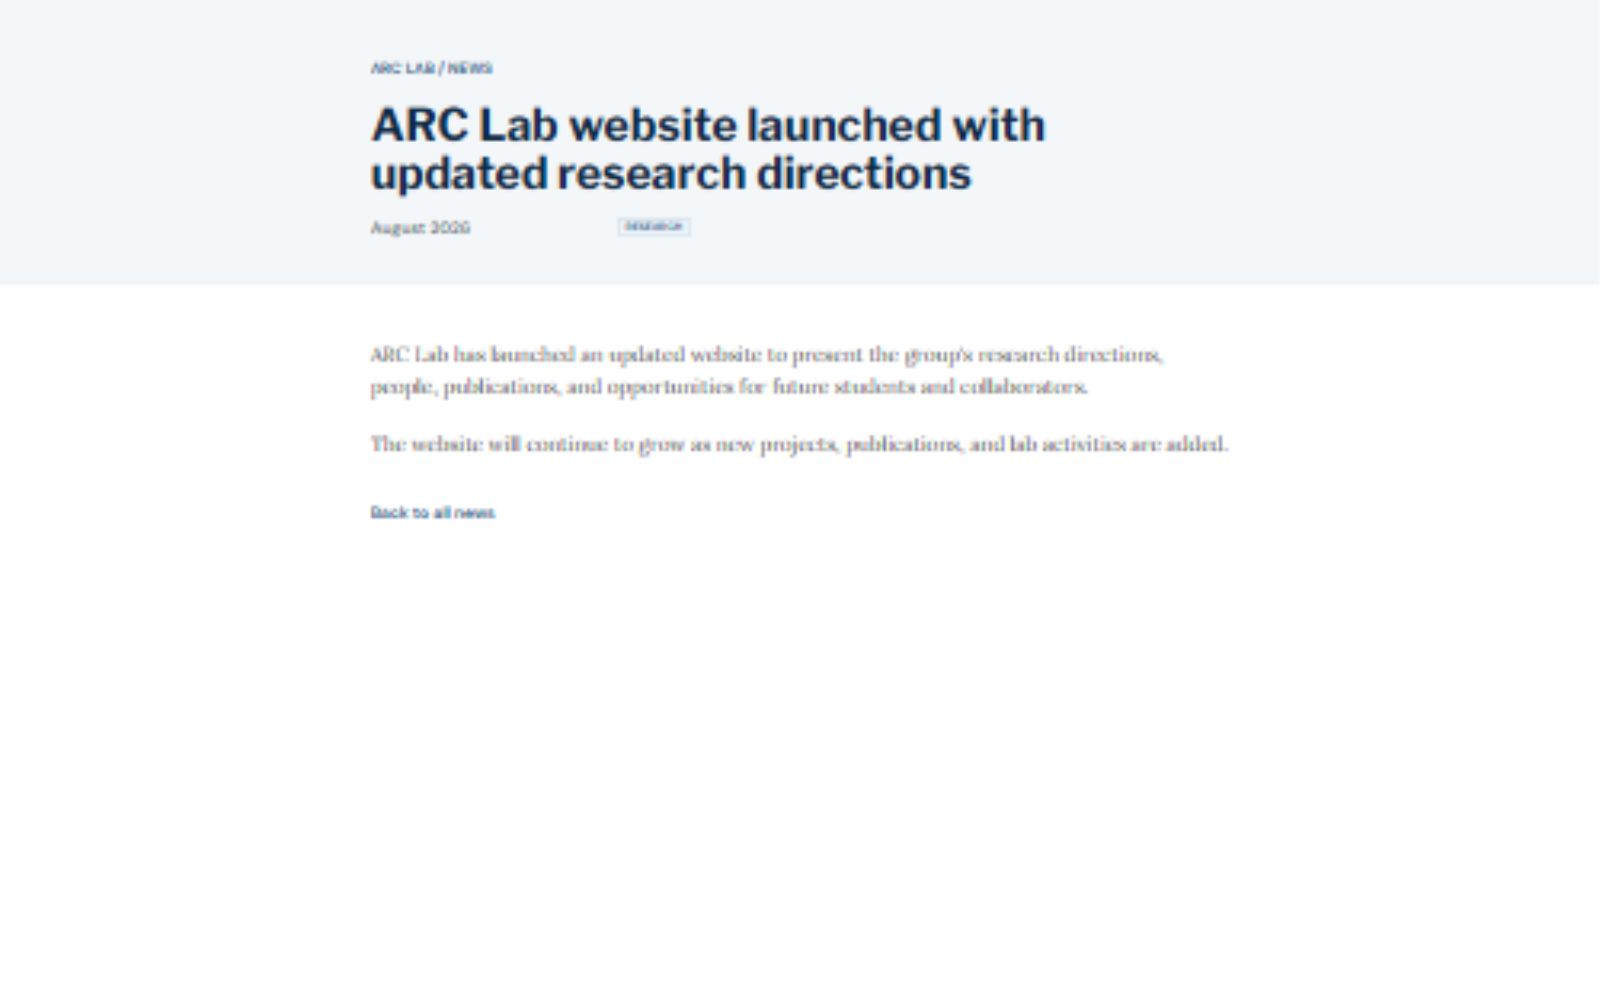 ARC LAB / NEWS
ARC Lab website launched with
updated research directions
August 2026
RESEARCH
ARC Lab has launched an updated website to present the group's research directions,
people, publications, and opportunities for future students and collaborators.
The website will continue to grow as new projects, publications, and lab activities are added.
Back to all news